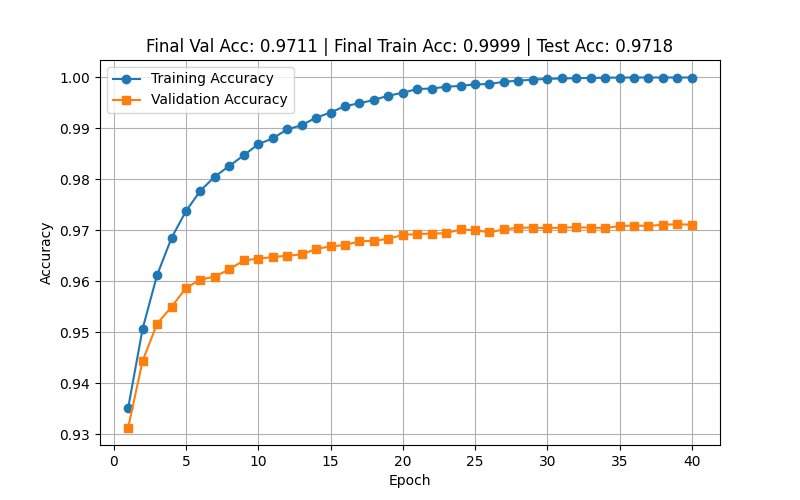 Final Val Acc: 0.9711 | Final Train Acc: 0.9999 | Test Acc: 0.9718
Training Accuracy
Validation Accuracy
1.00
0.99
0.98
0.97
0.96
0.95
0.94
0.93
Accuracy
0 5 10 15 20 25 30 35 40
Epoch